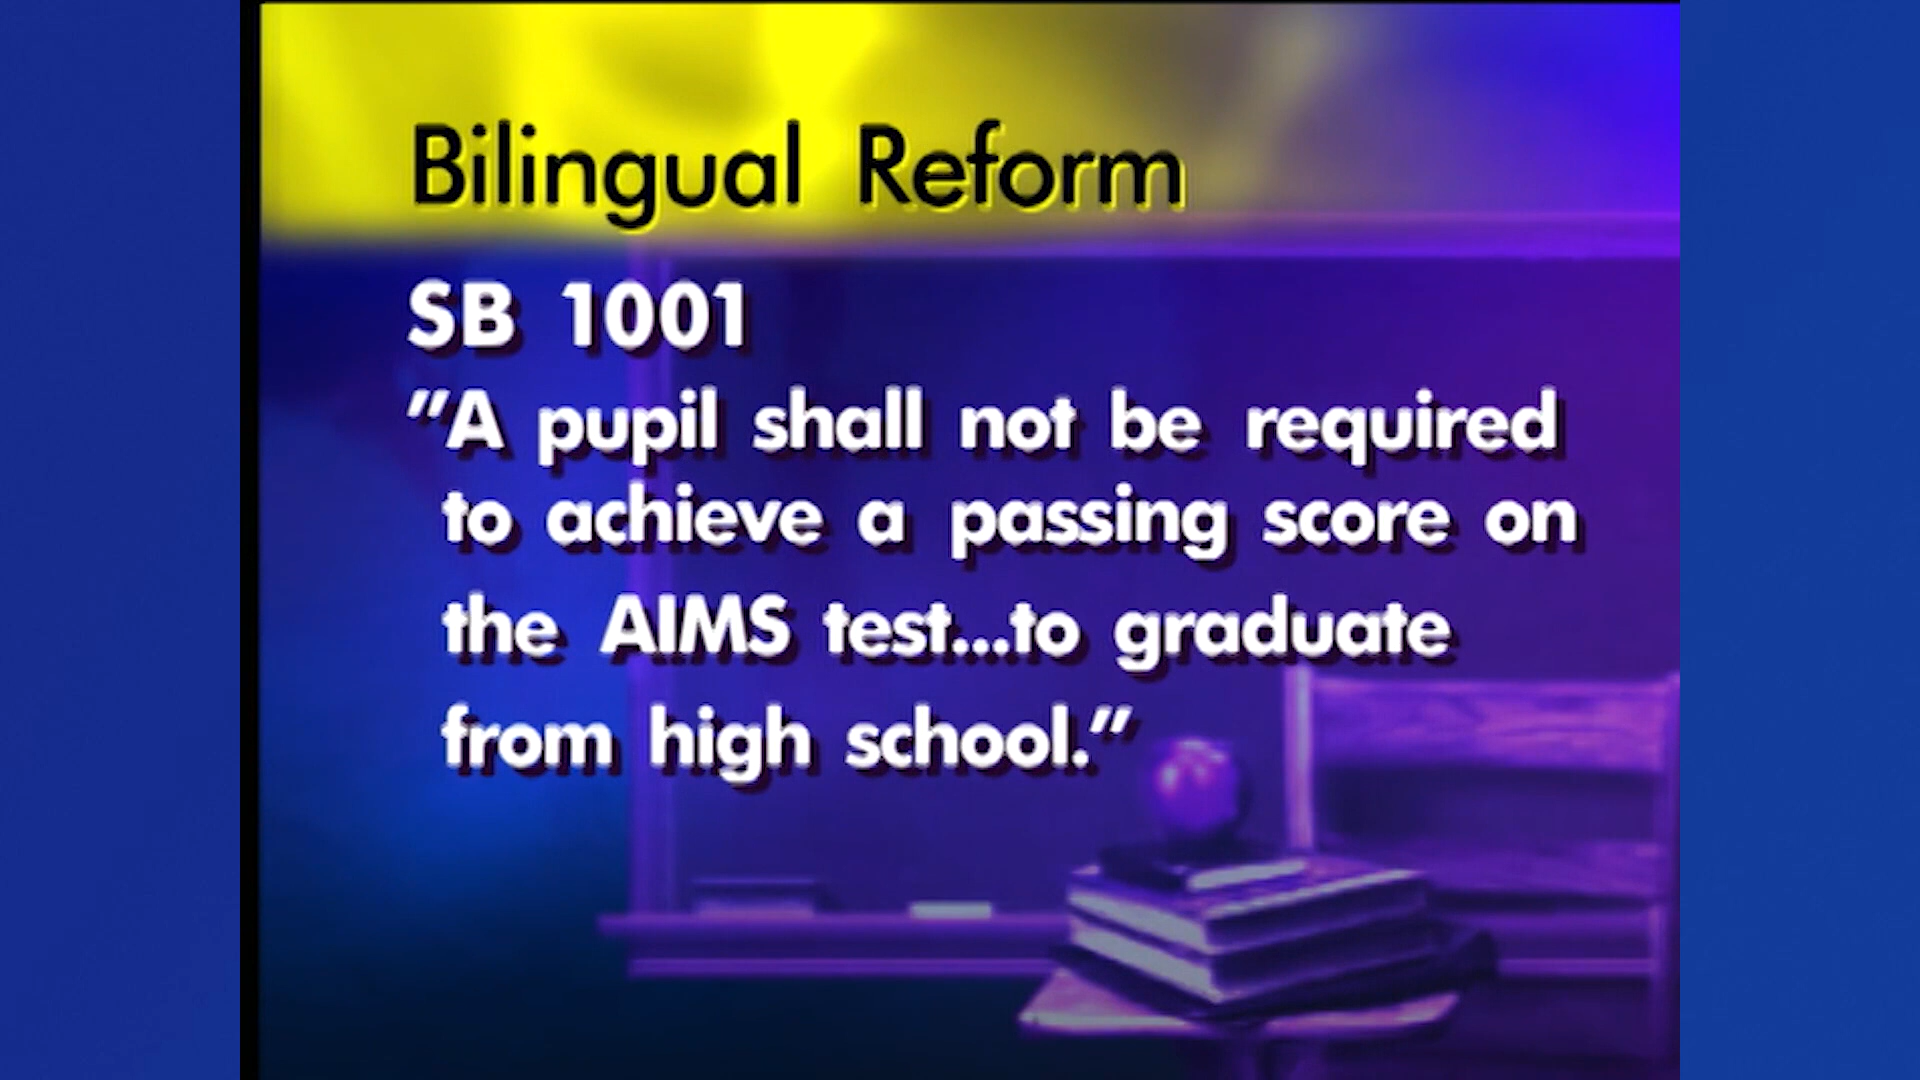 Bilingual Reform
SB 1001
"A pupil shall not be required
to achieve a passing score on
the AIMS test...to graduate
from high school."